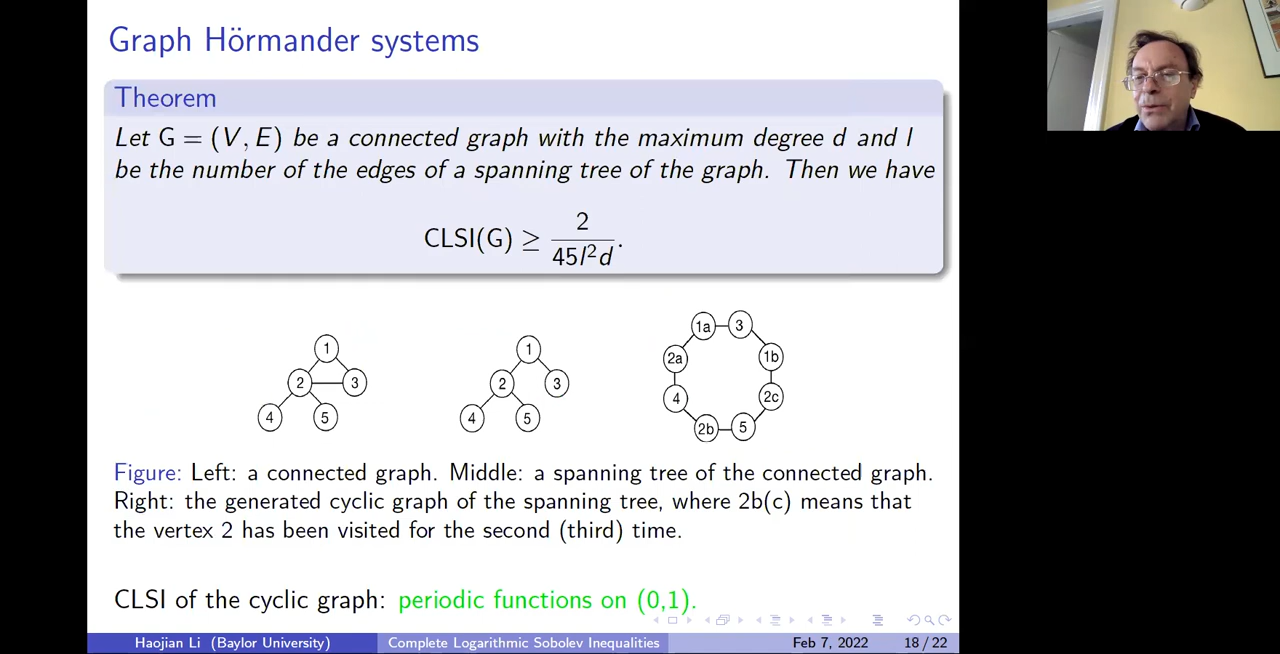 Graph Hörmander systems
Theorem
Let G = (V, E) be a connected graph with the maximum degree d and l
be the number of the edges of a spanning tree of the graph. Then we have
CLSI(G) ≥ 2/(45l²d).
1 2 3 4 5
1 2 3 4 5
1a 3 2a 1b 4 2c 2b 5
Figure: Left: a connected graph. Middle: a spanning tree of the connected graph.
Right: the generated cyclic graph of the spanning tree, where 2b(c) means that
the vertex 2 has been visited for the second (third) time.
CLSI of the cyclic graph: periodic functions on (0,1).
Haojian Li (Baylor University) Complete Logarithmic Sobolev Inequalities Feb 7, 2022 18 / 22